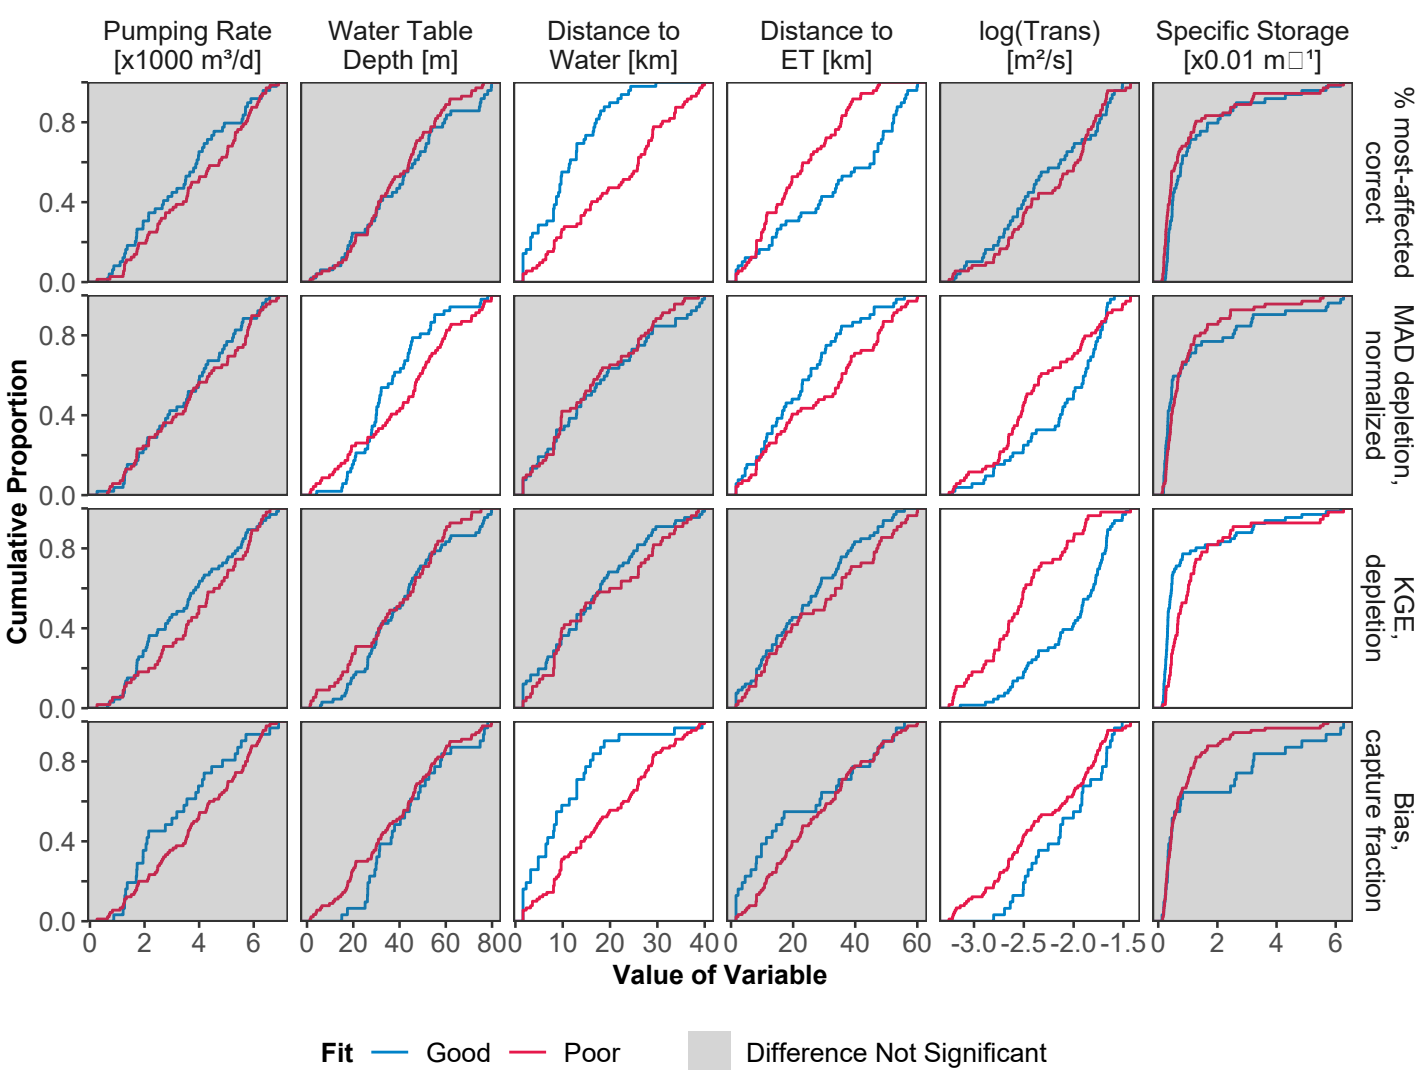 Pumping Rate
[x1000 m³/d]
Water Table
Depth [m]
Distance to
Water [km]
Distance to
ET [km]
log(Trans)
[m²/s]
Specific Storage
[x0.01 m□¹]
% most-affected
correct
MAD depletion,
normalized
KGE,
depletion
Bias,
capture fraction
Cumulative Proportion
0.8
0.4
0.0
0.8
0.4
0.0
0.8
0.4
0.0
0.8
0.4
0.0
0 2 4 6
0 20 40 60 80
0 10 20 30 40
0 20 40 60
-3.0 -2.5 -2.0 -1.5
0 2 4 6
Value of Variable
Fit Good Poor Difference Not Significant